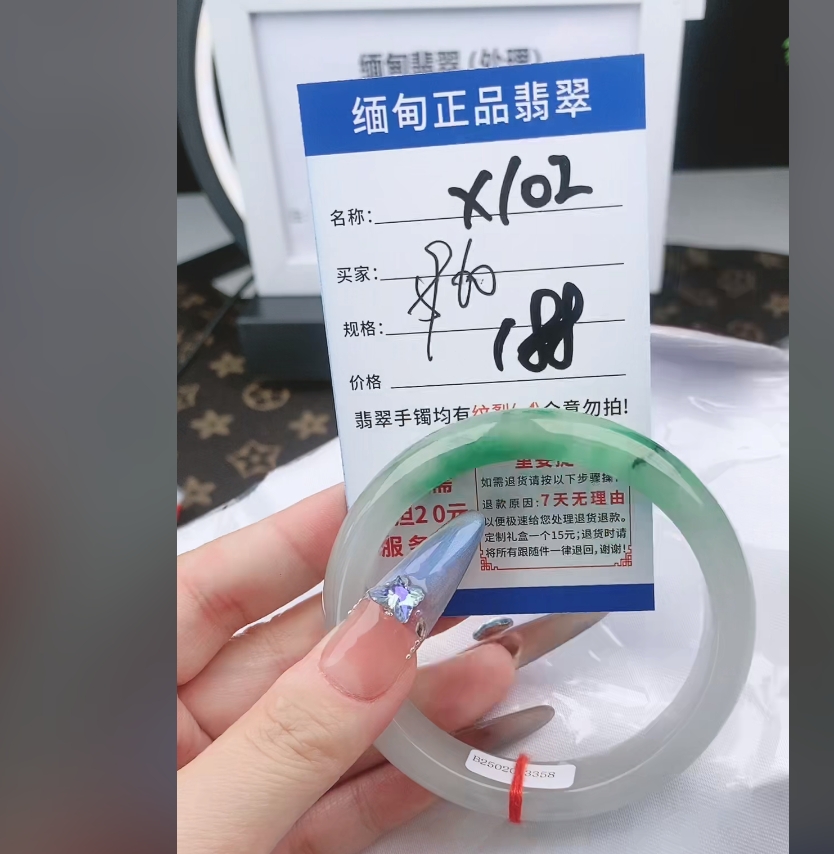 缅甸翡翠(处理)
缅甸正品翡翠
名称: X102
买家:
规格: 188
价格
翡翠手镯均有纹裂 介意勿拍!
重要提
如需退货请按以下步骤操
退款原因:7天无理由
以便极速给您处理退货退款。
定制礼盒一个15元;退货时请
将所有跟随件一律退回,谢谢!
担20元
服务